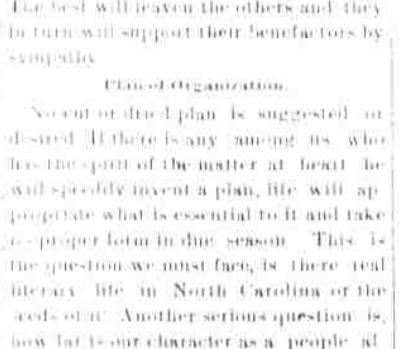 The best will leaven the others and they
in turn will support their benefactors by
sympathy
Plan of Organization.
No cut or dried plan is suggested or
desired If there is any among us who
has the spirit of the matter at heart he
will speedily invent a plan, life will ap
propriate what is essential to it and take
its proper form in due season This is
the question we must face, is there real
literary life in North Carolina or the
seeds of it Another serious question is,
how far is our character as a people al